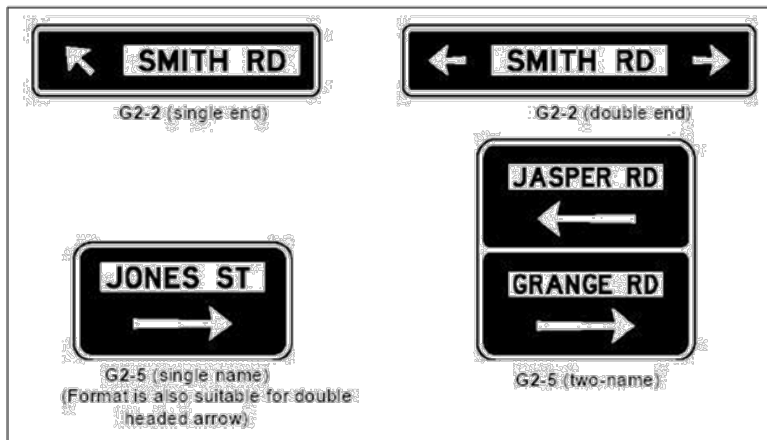 SMITH RD
G2-2 (single end)
SMITH RD
G2-2 (double end)
JASPER RD
GRANGE RD
G2-5 (two-name)
JONES ST
G2-5 (single name)
(Format is also suitable for double
headed arrow)